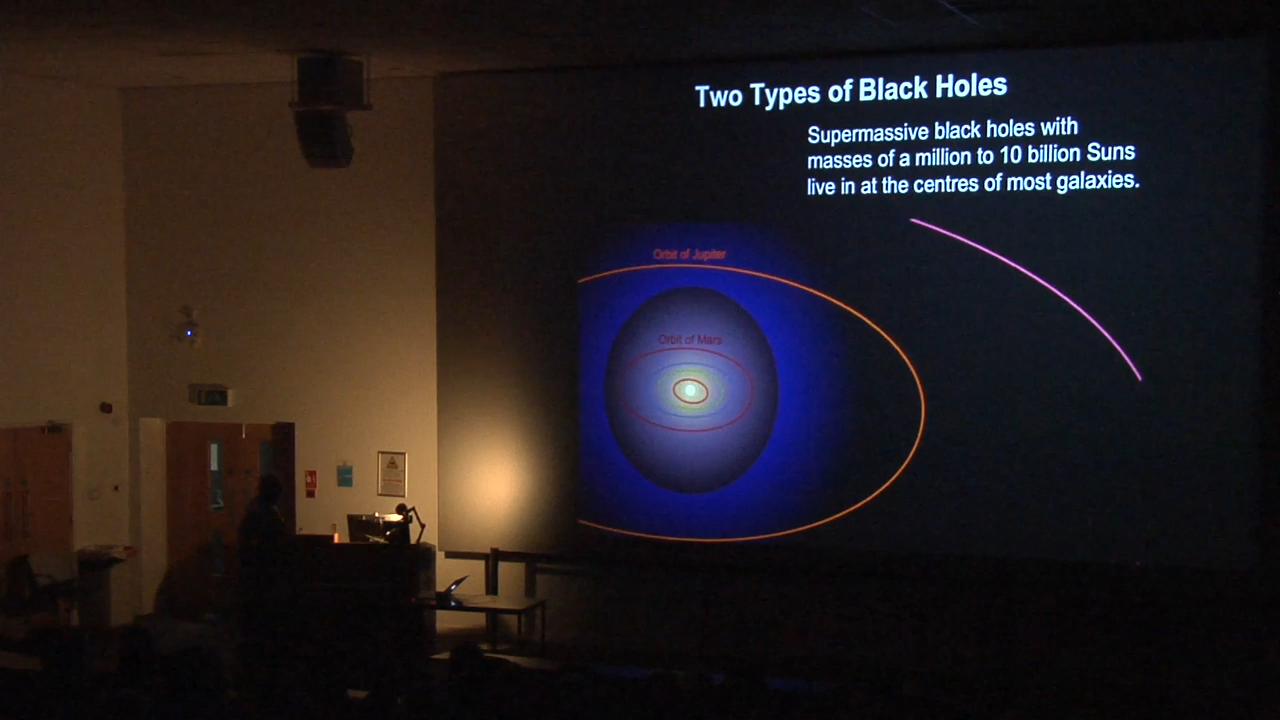 Two Types of Black Holes
Supermassive black holes with
masses of a million to 10 billion Suns
live in at the centres of most galaxies.
Orbit of Jupiter
Orbit of Mars